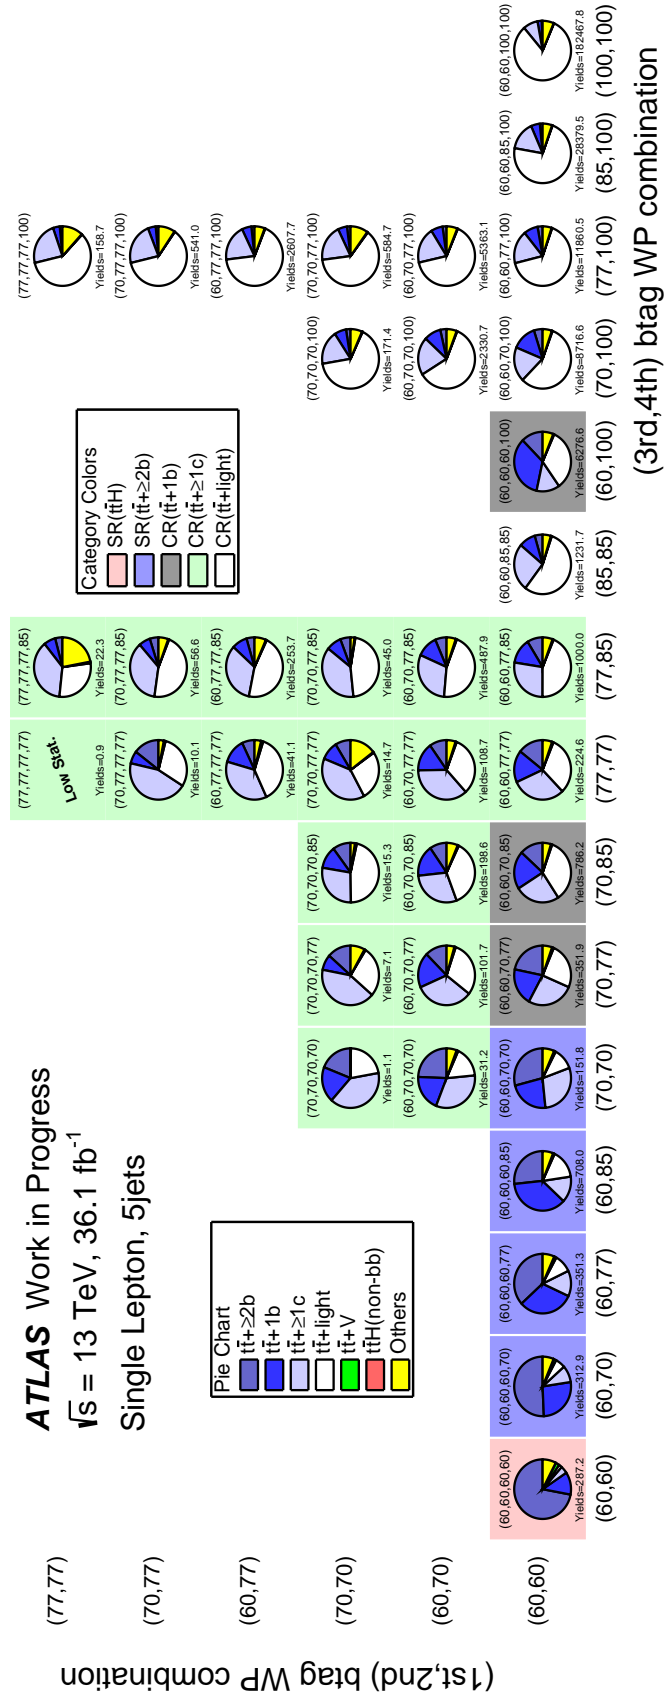 ATLAS Work in Progress
√s = 13 TeV, 36.1 fb⁻¹
Single Lepton, 5jets
Pie Chart
tt̄+≥2b
tt̄+1b
tt̄+≥1c
tt̄+light
tt̄+V
tt̄H(non-bb)
Others
Category Colors
SR(tt̄H)
SR(tt̄+≥2b)
CR(tt̄+1b)
CR(tt̄+≥1c)
CR(tt̄+light)
(1st,2nd) btag WP combination
(77,77)
(77,77,77,77)
Low Stat.
Yields=0.9
(77,77,77,85)
Yields=22.3
(77,77,77,100)
Yields=158.7
(70,77)
(70,77,77,77)
Yields=10.1
(70,77,77,85)
Yields=56.6
(70,77,77,100)
Yields=541.0
(60,77)
(60,77,77,77)
Yields=41.1
(60,77,77,85)
Yields=253.7
(60,77,77,100)
Yields=2607.7
(70,70)
(70,70,70,70)
Yields=1.1
(70,70,70,77)
Yields=7.1
(70,70,70,85)
Yields=15.3
(70,70,77,77)
Yields=14.7
(70,70,77,85)
Yields=45.0
(70,70,70,100)
Yields=171.4
(70,70,77,100)
Yields=584.7
(60,70)
(60,70,70,70)
Yields=31.2
(60,70,70,77)
Yields=101.7
(60,70,70,85)
Yields=198.6
(60,70,77,77)
Yields=108.7
(60,70,77,85)
Yields=487.9
(60,70,70,100)
Yields=2330.7
(60,70,77,100)
Yields=5363.1
(60,60)
(60,60,60,60)
Yields=287.2
(60,60,60,70)
Yields=312.9
(60,60,60,77)
Yields=351.3
(60,60,60,85)
Yields=708.0
(60,60,70,70)
Yields=151.8
(60,60,70,77)
Yields=351.9
(60,60,70,85)
Yields=786.2
(60,60,77,77)
Yields=224.6
(60,60,77,85)
Yields=1000.0
(60,60,85,85)
Yields=1231.7
(60,60,60,100)
Yields=6276.6
(60,60,70,100)
Yields=8716.6
(60,60,77,100)
Yields=11860.5
(60,60,85,100)
Yields=28379.5
(60,60,100,100)
Yields=182467.8
(60,60)
(60,70)
(60,77)
(60,85)
(70,70)
(70,77)
(70,85)
(77,77)
(77,85)
(85,85)
(60,100)
(70,100)
(77,100)
(85,100)
(100,100)
(3rd,4th) btag WP combination